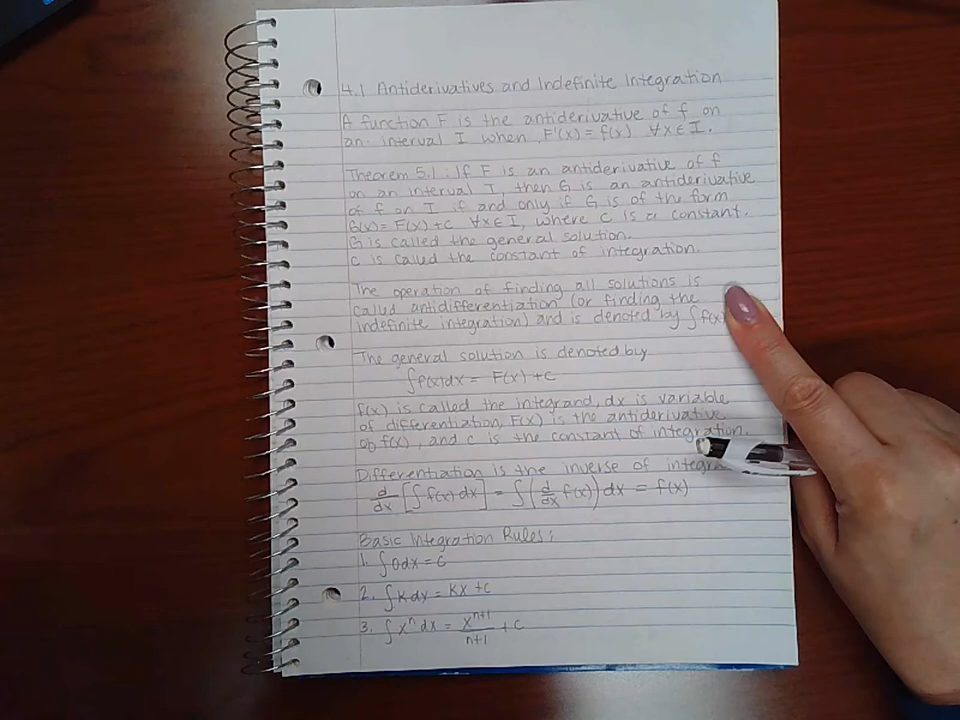 4.1 Antiderivatives and Indefinite Integration
A function F is the antiderivative of f on
an interval I when, F'(x) = f(x) ∀x∈I.
Theorem 5.1: If F is an antiderivative of f
on an interval I, then G is an antiderivative
of f on I if and only if G is of the form
G(x) = F(x) + C ∀x∈I, where C is a constant.
G is called the general solution.
C is called the constant of integration.
The operation of finding all solutions is
called antidifferentiation (or finding the
indefinite integration) and is denoted by ∫f(x)
The general solution is denoted by
∫f(x)dx = F(x) + C
f(x) is called the integrand, dx is variable
of differentiation, F(x) is the antiderivative
of f(x), and C is the constant of integration.
Differentiation is the inverse of
d/dx [∫f(x)dx] = ∫(d/dx f(x)) dx = f(x)
Basic Integration Rules:
1. ∫0dx = C
2. ∫Kdx = Kx + C
3. ∫x^n dx = x^(n+1)/(n+1) + C